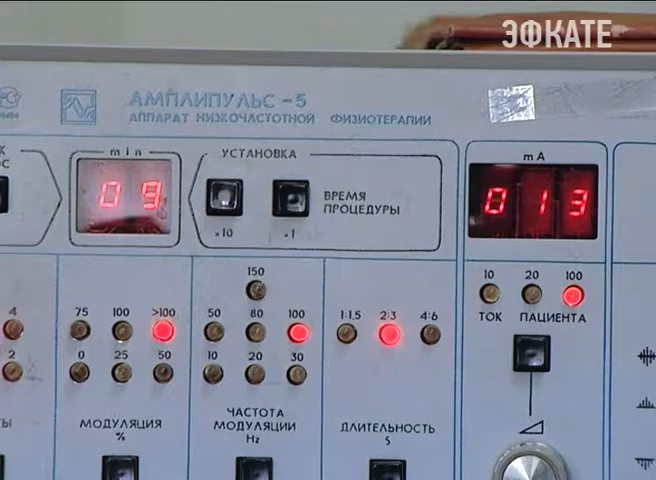 ЭФКАТЕ
АМПЛИПУЛЬС-5
АППАРАТ НИЗКОЧАСТОТНОЙ ФИЗИОТЕРАПИИ
min
УСТАНОВКА
mA
09
ВРЕМЯ
ПРОЦЕДУРЫ
013
×10 ×1
150
10 20 100
4 75 100 >100 50 80 100 1:1,5 2:3 4:6
ТОК ПАЦИЕНТА
2 0 25 50 10 20 30
МОДУЛЯЦИЯ
%
ЧАСТОТА
МОДУЛЯЦИИ
Hz
ДЛИТЕЛЬНОСТЬ
S